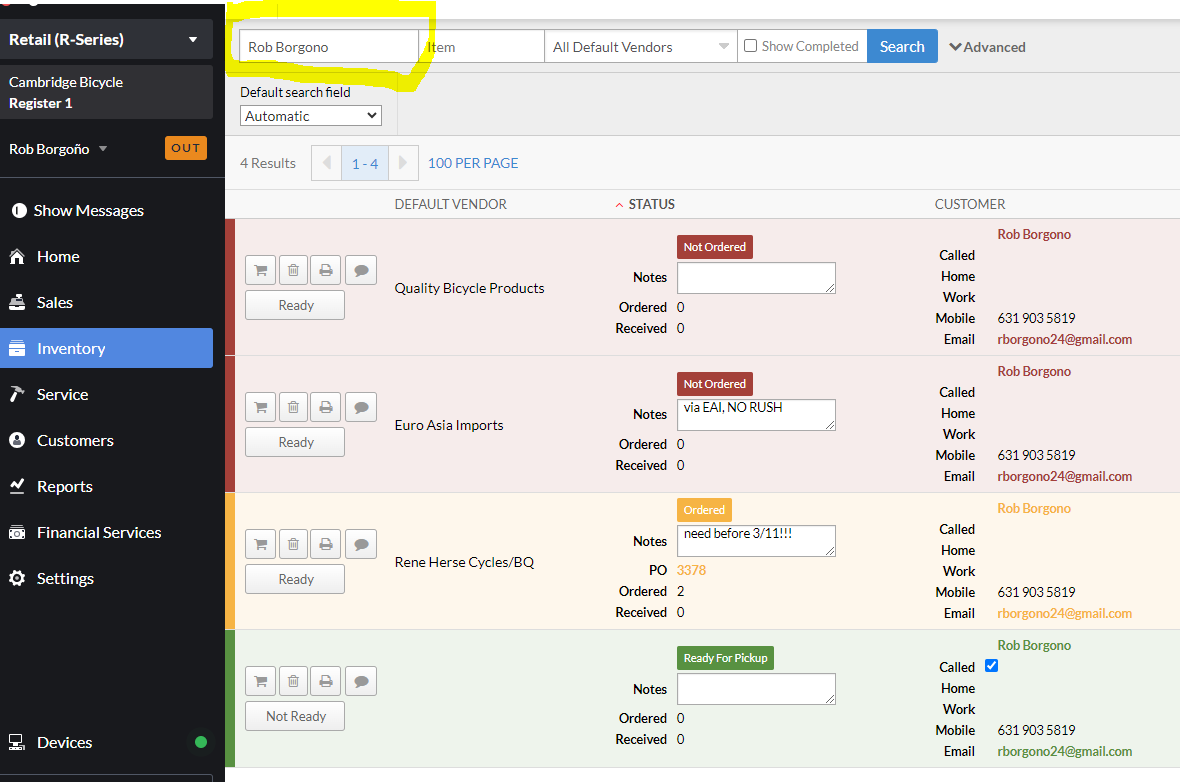 Retail (R-Series)
Cambridge Bicycle
Register 1
Rob Borgoño
OUT
Show Messages
Home
Sales
Inventory
Service
Customers
Reports
Financial Services
Settings
Devices
Rob Borgono
Item
All Default Vendors
Show Completed
Search
Advanced
Default search field
Automatic
4 Results
1 - 4
100 PER PAGE
DEFAULT VENDOR
STATUS
CUSTOMER
Ready
Quality Bicycle Products
Not Ordered
Notes
Ordered 0
Received 0
Rob Borgono
Called
Home
Work
Mobile 631 903 5819
Email rborgono24@gmail.com
Ready
Euro Asia Imports
Not Ordered
Notes via EAI, NO RUSH
Ordered 0
Received 0
Rob Borgono
Called
Home
Work
Mobile 631 903 5819
Email rborgono24@gmail.com
Ready
Rene Herse Cycles/BQ
Ordered
Notes need before 3/11!!!
PO 3378
Ordered 2
Received 0
Rob Borgono
Called
Home
Work
Mobile 631 903 5819
Email rborgono24@gmail.com
Not Ready
Ready For Pickup
Notes
Ordered 0
Received 0
Rob Borgono
Called
Home
Work
Mobile 631 903 5819
Email rborgono24@gmail.com